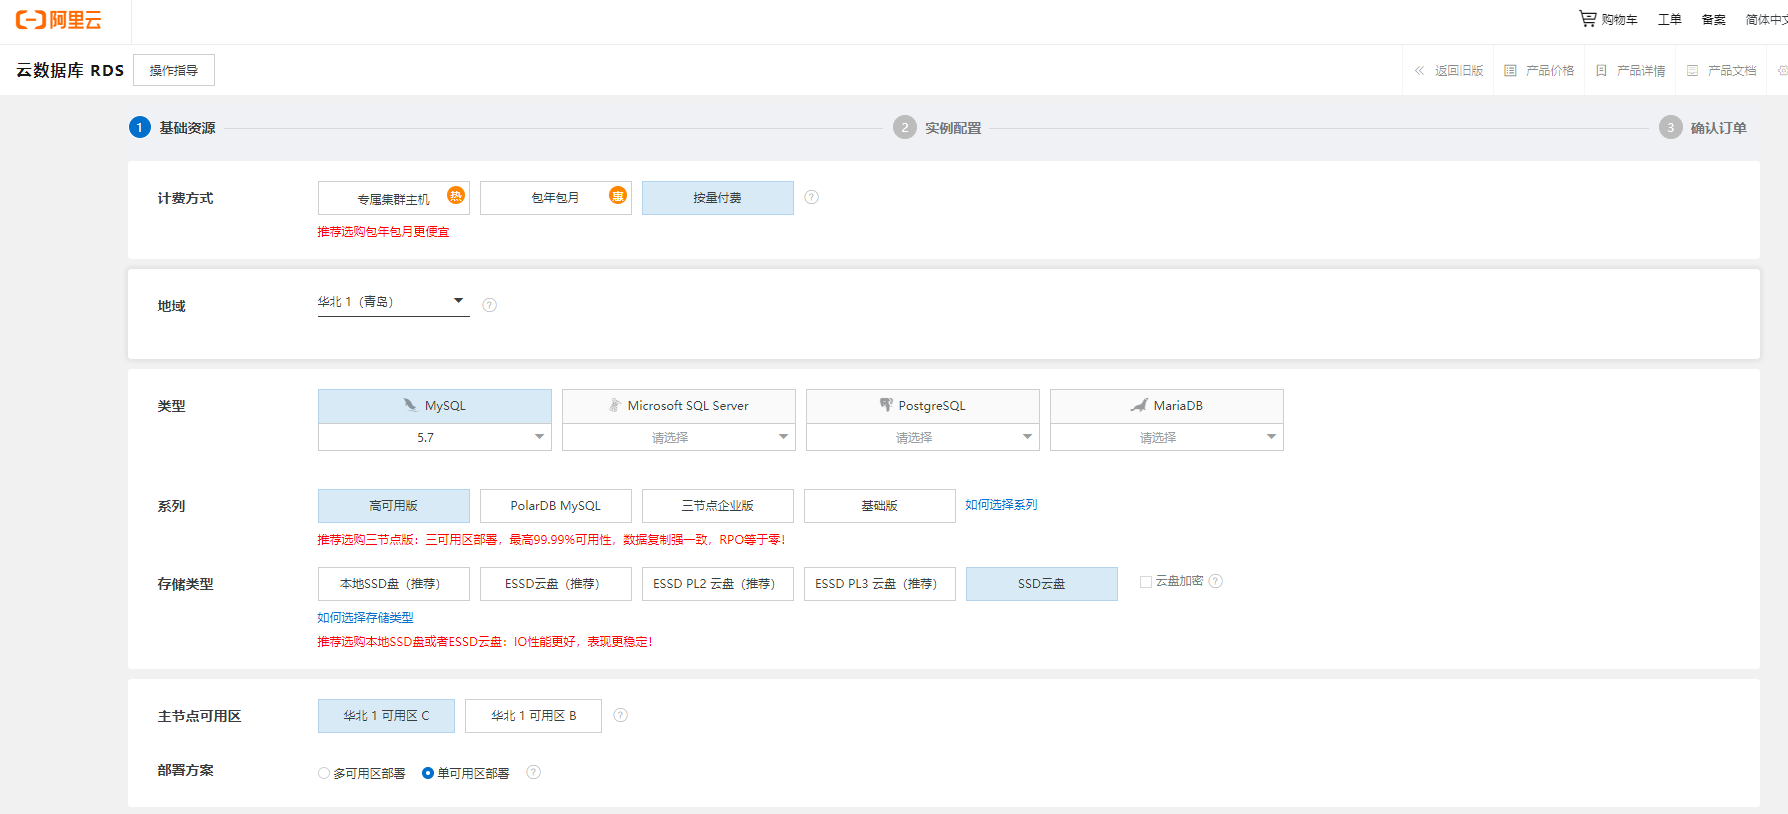 阿里云
购物车 工单 备案 简体中文
云数据库 RDS 操作指导 返回旧版 产品价格 产品详情 产品文档
1 基础资源 2 实例配置 3 确认订单
计费方式 专属集群主机 热 包年包月 惠 按量付费 ?
推荐选购包年包月更便宜
地域 华北 1（青岛） ?
类型 MySQL Microsoft SQL Server PostgreSQL MariaDB
5.7 请选择 请选择 请选择
系列 高可用版 PolarDB MySQL 三节点企业版 基础版 如何选择系列
推荐选购三节点版：三可用区部署，最高99.99%可用性，数据复制强一致，RPO等于零！
存储类型 本地SSD盘（推荐） ESSD云盘（推荐） ESSD PL2 云盘（推荐） ESSD PL3 云盘（推荐） SSD云盘 云盘加密 ?
如何选择存储类型
推荐选购本地SSD盘或者ESSD云盘：IO性能更好，表现更稳定！
主节点可用区 华北 1 可用区 C 华北 1 可用区 B ?
部署方案 多可用区部署 单可用区部署 ?